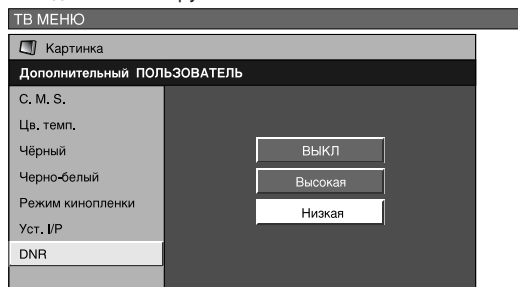 ТВ МЕНЮ
Картинка
Дополнительный ПОЛЬЗОВАТЕЛЬ
C. M. S.
Цв. темп.
Чёрный
Черно-белый
Режим кинопленки
Уст. I/P
DNR
ВЫКЛ
Высокая
Низкая